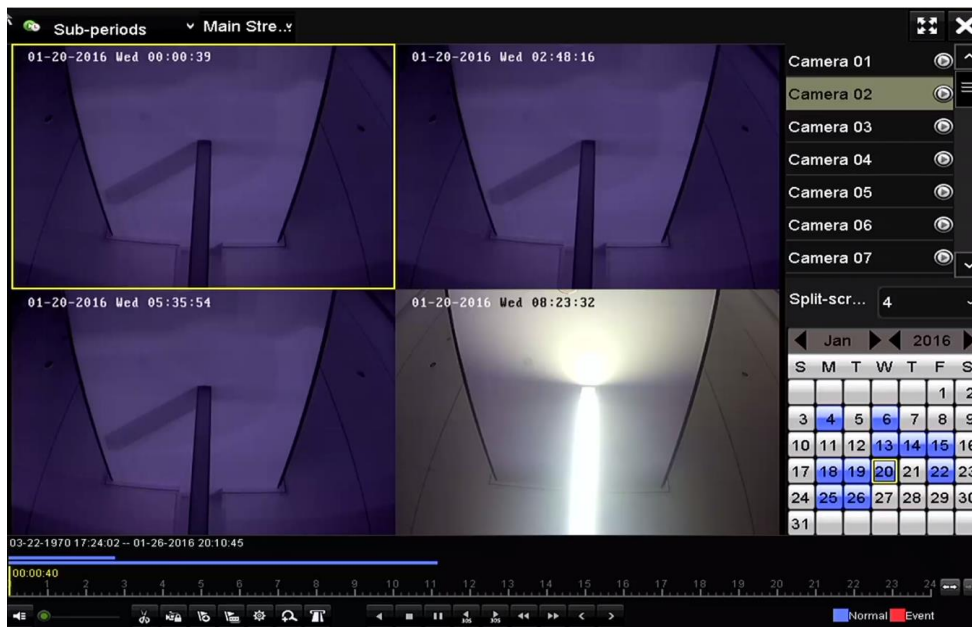 Sub-periods Main Stre...
01-20-2016 Wed 00:00:39
01-20-2016 Wed 02:48:16
01-20-2016 Wed 05:35:54
01-20-2016 Wed 08:23:32
Camera 01
Camera 02
Camera 03
Camera 04
Camera 05
Camera 06
Camera 07
Split-scr... 4
Jan 2016
S M T W T F S
1 2
3 4 5 6 7 8 9
10 11 12 13 14 15 16
17 18 19 20 21 22 23
24 25 26 27 28 29 30
31
03-22-1970 17:24:02 -- 01-26-2016 20:10:45
00:00:40
1 2 3 4 5 6 7 8 9 10 11 12 13 14 15 16 17 18 19 20 21 22 23 24
30S 30S
Normal Event